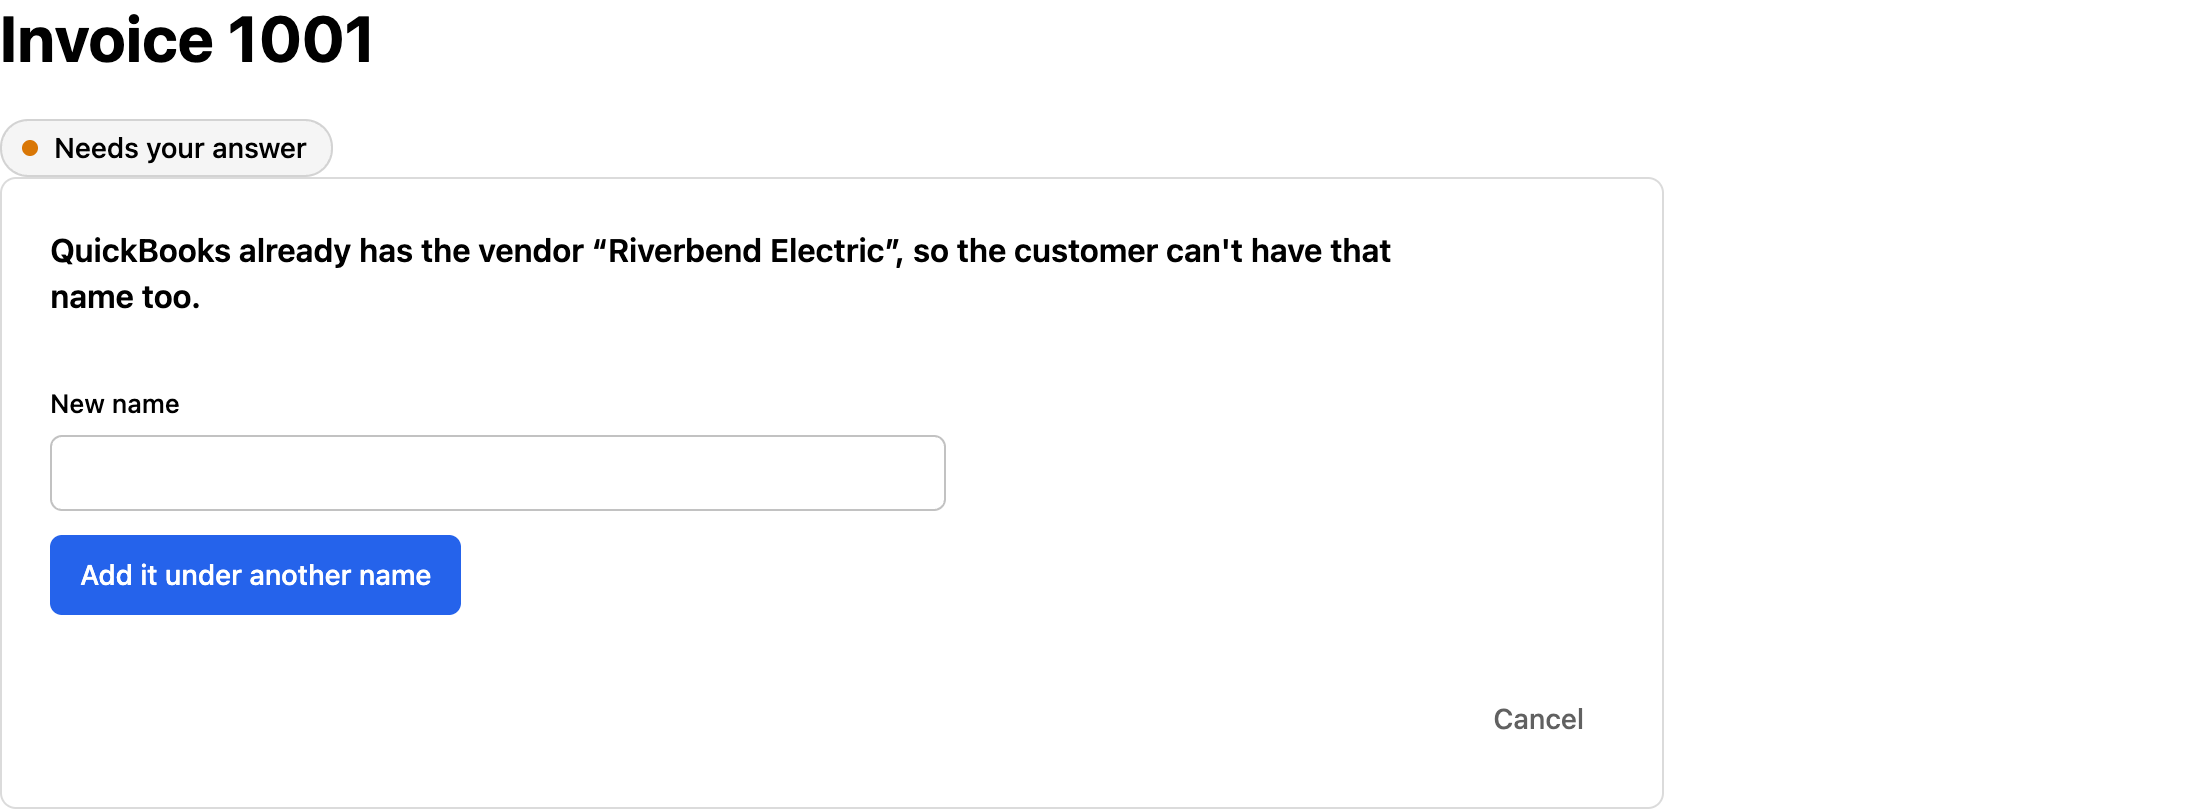 Invoice 1001
Needs your answer
QuickBooks already has the vendor “Riverbend Electric”, so the customer can't have that
name too.
New name
Add it under another name
Cancel